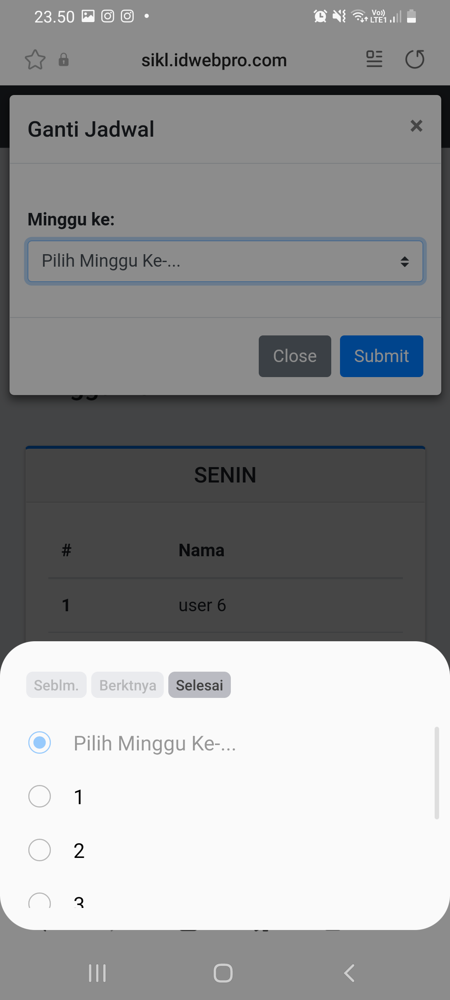 23.50
Vo))
LTE1
sikl.idwebpro.com
Ganti Jadwal
×
Minggu ke:
Pilih Minggu Ke-...
Close
Submit
SENIN
# Nama
1 user 6
Seblm.
Berktnya
Selesai
Pilih Minggu Ke-...
1
2
3